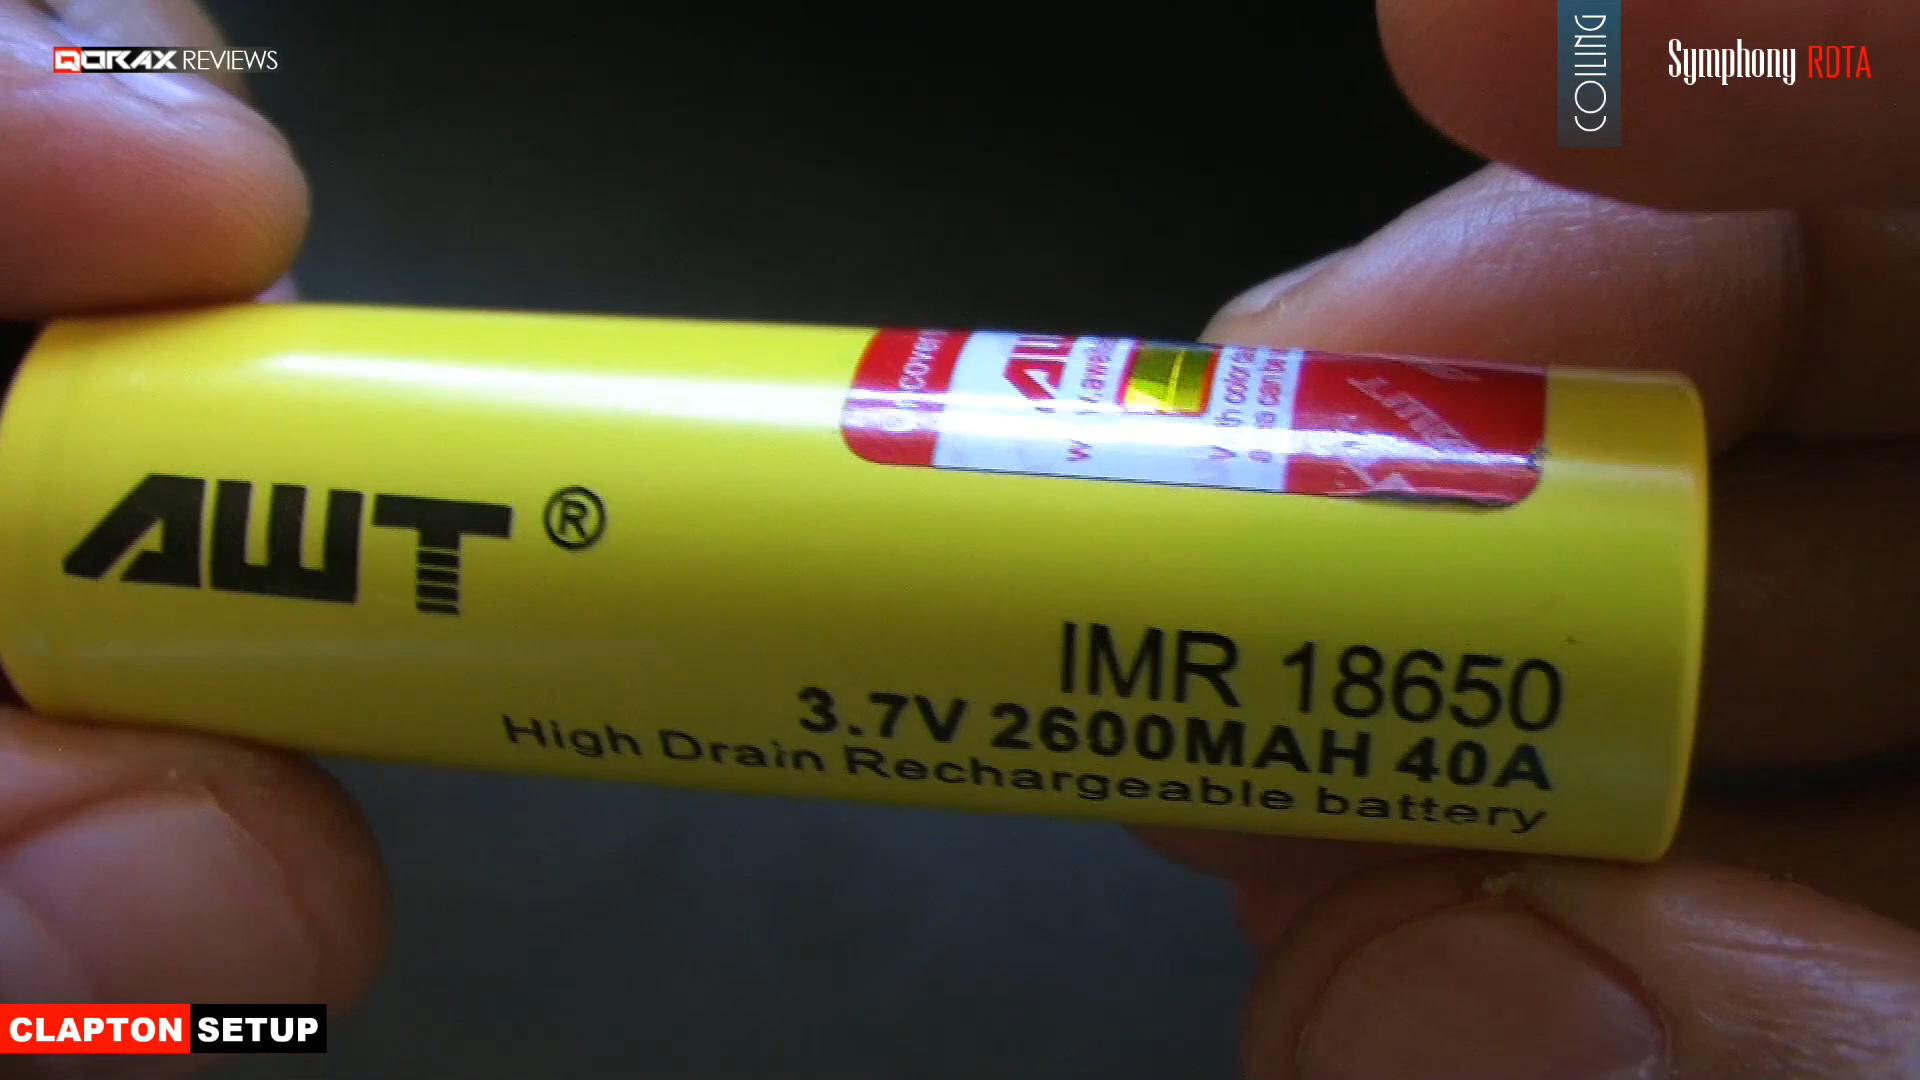 QORAX REVIEWS
COILING
Symphony RDTA
AWT ®
IMR 18650
3.7V 2600MAH 40A
High Drain Rechargeable battery
CLAPTON SETUP